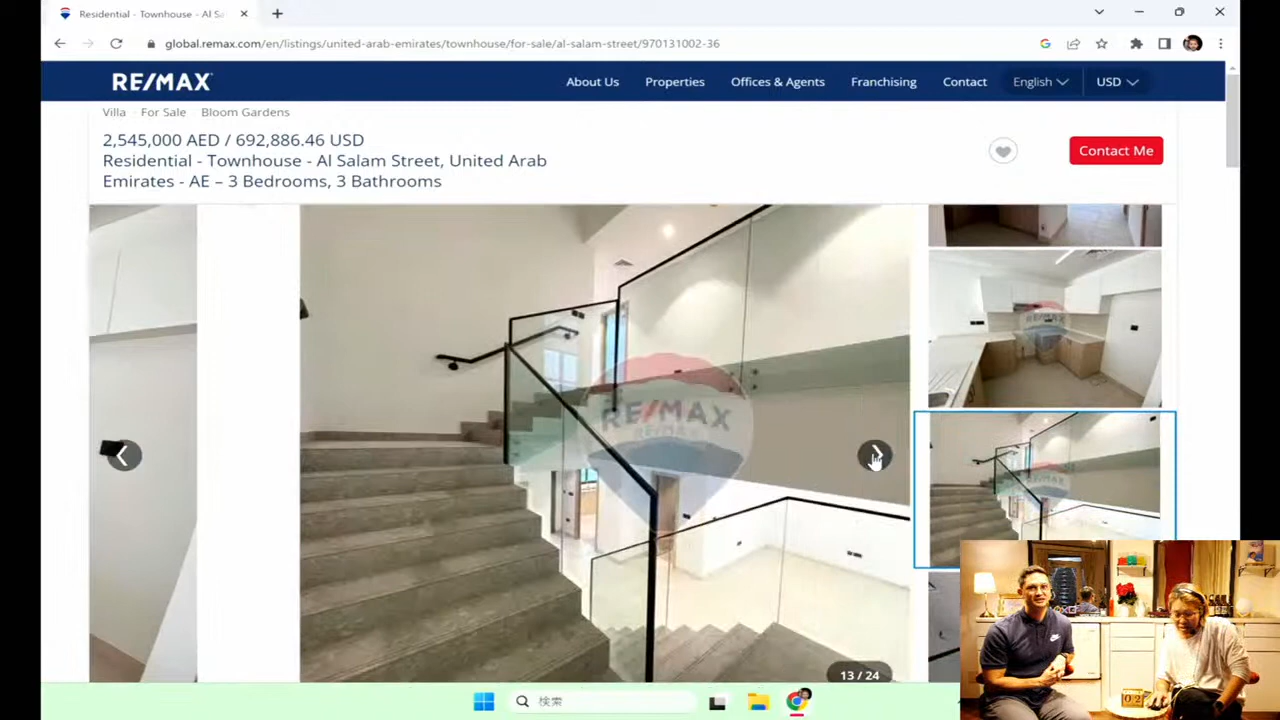 Residential - Townhouse - Al Sa
global.remax.com/en/listings/united-arab-emirates/townhouse/for-sale/al-salam-street/970131002-36
RE/MAX
About Us
Properties
Offices & Agents
Franchising
Contact
English
USD
Villa
For Sale
Bloom Gardens
2,545,000 AED / 692,886.46 USD
Residential - Townhouse - Al Salam Street, United Arab
Emirates - AE – 3 Bedrooms, 3 Bathrooms
Contact Me
RE/MAX
RE/MAX
13 / 24
検索